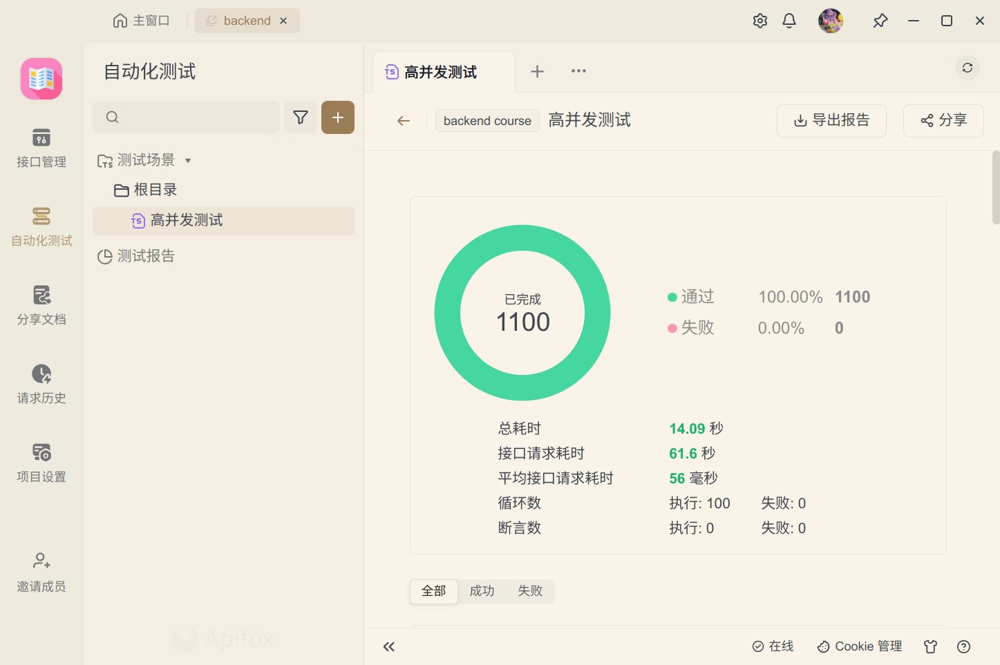 主窗口
backend
自动化测试
接口管理
自动化测试
分享文档
请求历史
项目设置
邀请成员
测试场景
根目录
高并发测试
测试报告
Apifox
高并发测试
backend course
高并发测试
导出报告
分享
已完成
1100
通过 100.00% 1100
失败 0.00% 0
总耗时 14.09 秒
接口请求耗时 61.6 秒
平均接口请求耗时 56 毫秒
循环数 执行: 100 失败: 0
断言数 执行: 0 失败: 0
全部 成功 失败
在线 Cookie 管理